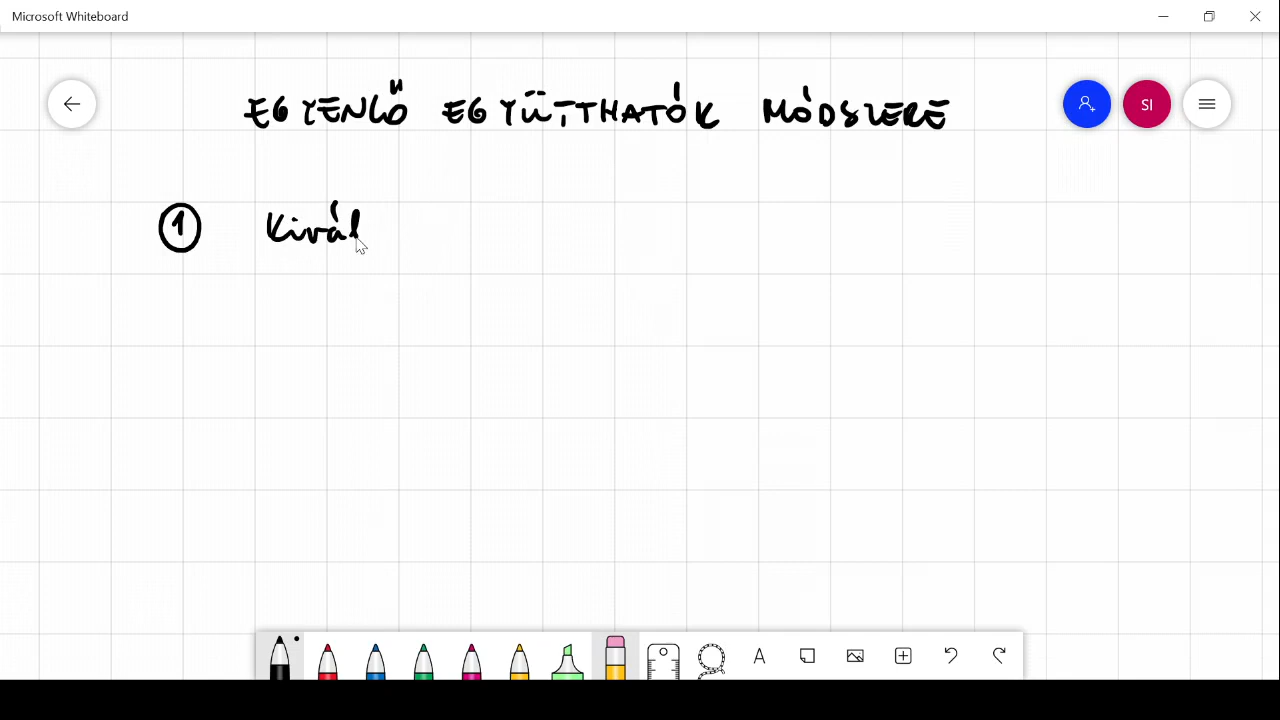 Microsoft Whiteboard
EGYENLŐ EGYÜTTHATÓK MÓDSZERE
SI
1 Kivál
A